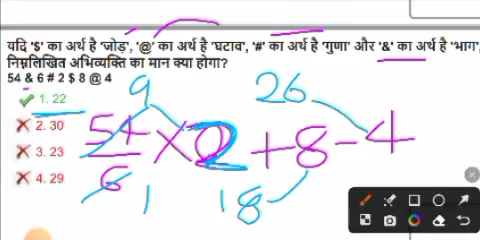 यदि '$' का अर्थ है 'जोड़', '@' का अर्थ है 'घटाव', '#' का अर्थ है 'गुणा' और '&' का अर्थ है 'भाग',
निम्नलिखित अभिव्यक्ति का मान क्या होगा?
54 & 6 # 2 $ 8 @ 4
9 26
1. 22
2. 30
54/6 × 2 + 8 - 4
3. 23
4. 29
1 18